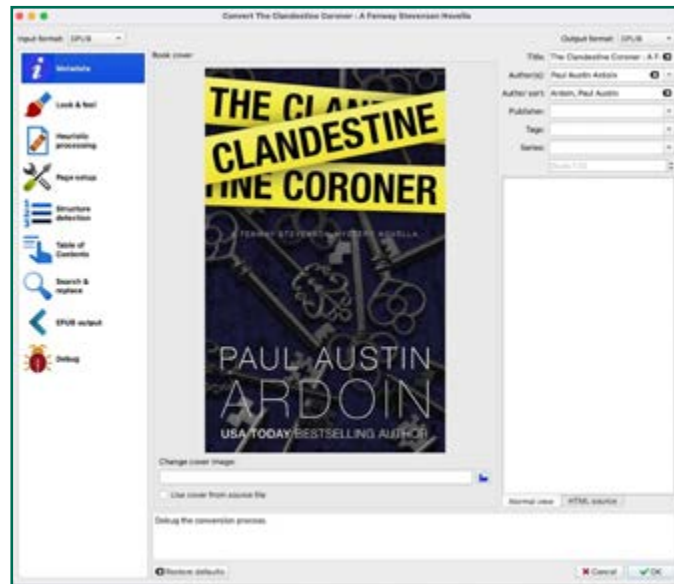 Convert The Clandestine Coroner : A Fenway Stevenson Novella
Input format: EPUB
Output format: EPUB
Metadata
Look & feel
Heuristic
processing
Page setup
Structure
detection
Table of
Contents
Search &
replace
EPUB output
Debug
Book cover
THE CLANDE
CLANDESTINE
INE CORONER
A FENWAY STEVENSON MYSTERY NOVELLA
PAUL AUSTIN
ARDOIN
USA TODAY BESTSELLING AUTHOR
Change cover image:
Use cover from source file
Title: The Clandestine Coroner : A F
Author(s): Paul Austin Ardoin
Author sort: Ardoin, Paul Austin
Publisher:
Tags:
Series:
Normal view
HTML source
Debug the conversion process.
Restore defaults
Cancel
OK